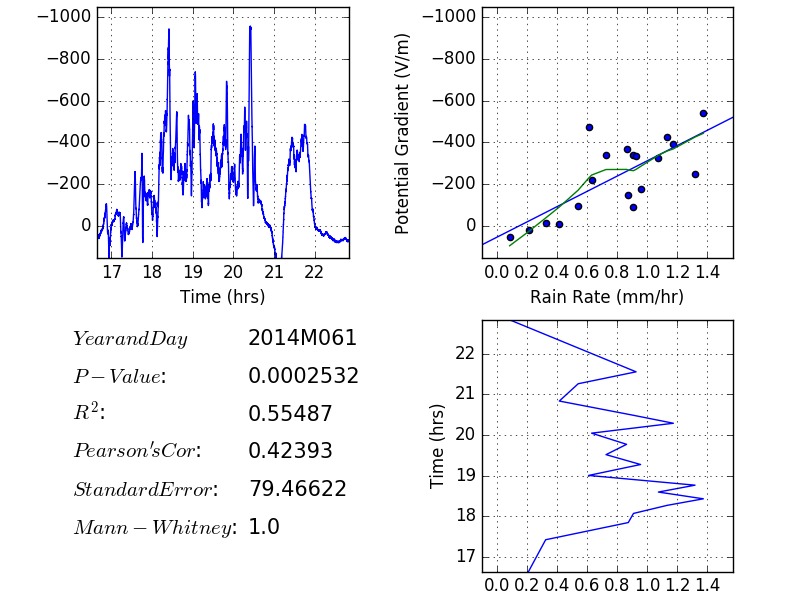 −1000
−800
−600
−400
−200
0
17 18 19 20 21 22
Time (hrs)
−1000
−800
−600
−400
−200
0
Potential Gradient (V/m)
0.0 0.2 0.4 0.6 0.8 1.0 1.2 1.4
Rain Rate (mm/hr)
YearandDay 2014M061
P−Value: 0.0002532
R²: 0.55487
Pearson'sCor: 0.42393
StandardError: 79.46622
Mann−Whitney: 1.0
22
21
20
19
18
17
Time (hrs)
0.0 0.2 0.4 0.6 0.8 1.0 1.2 1.4